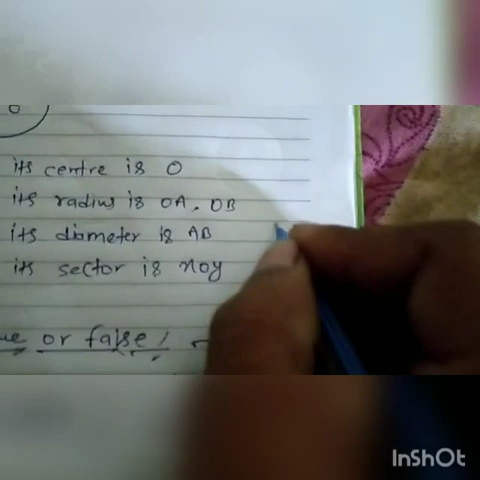 O
its centre is O
its radius is OA, OB
its diameter is AB
its sector is xoy
ue or false!
InShOt